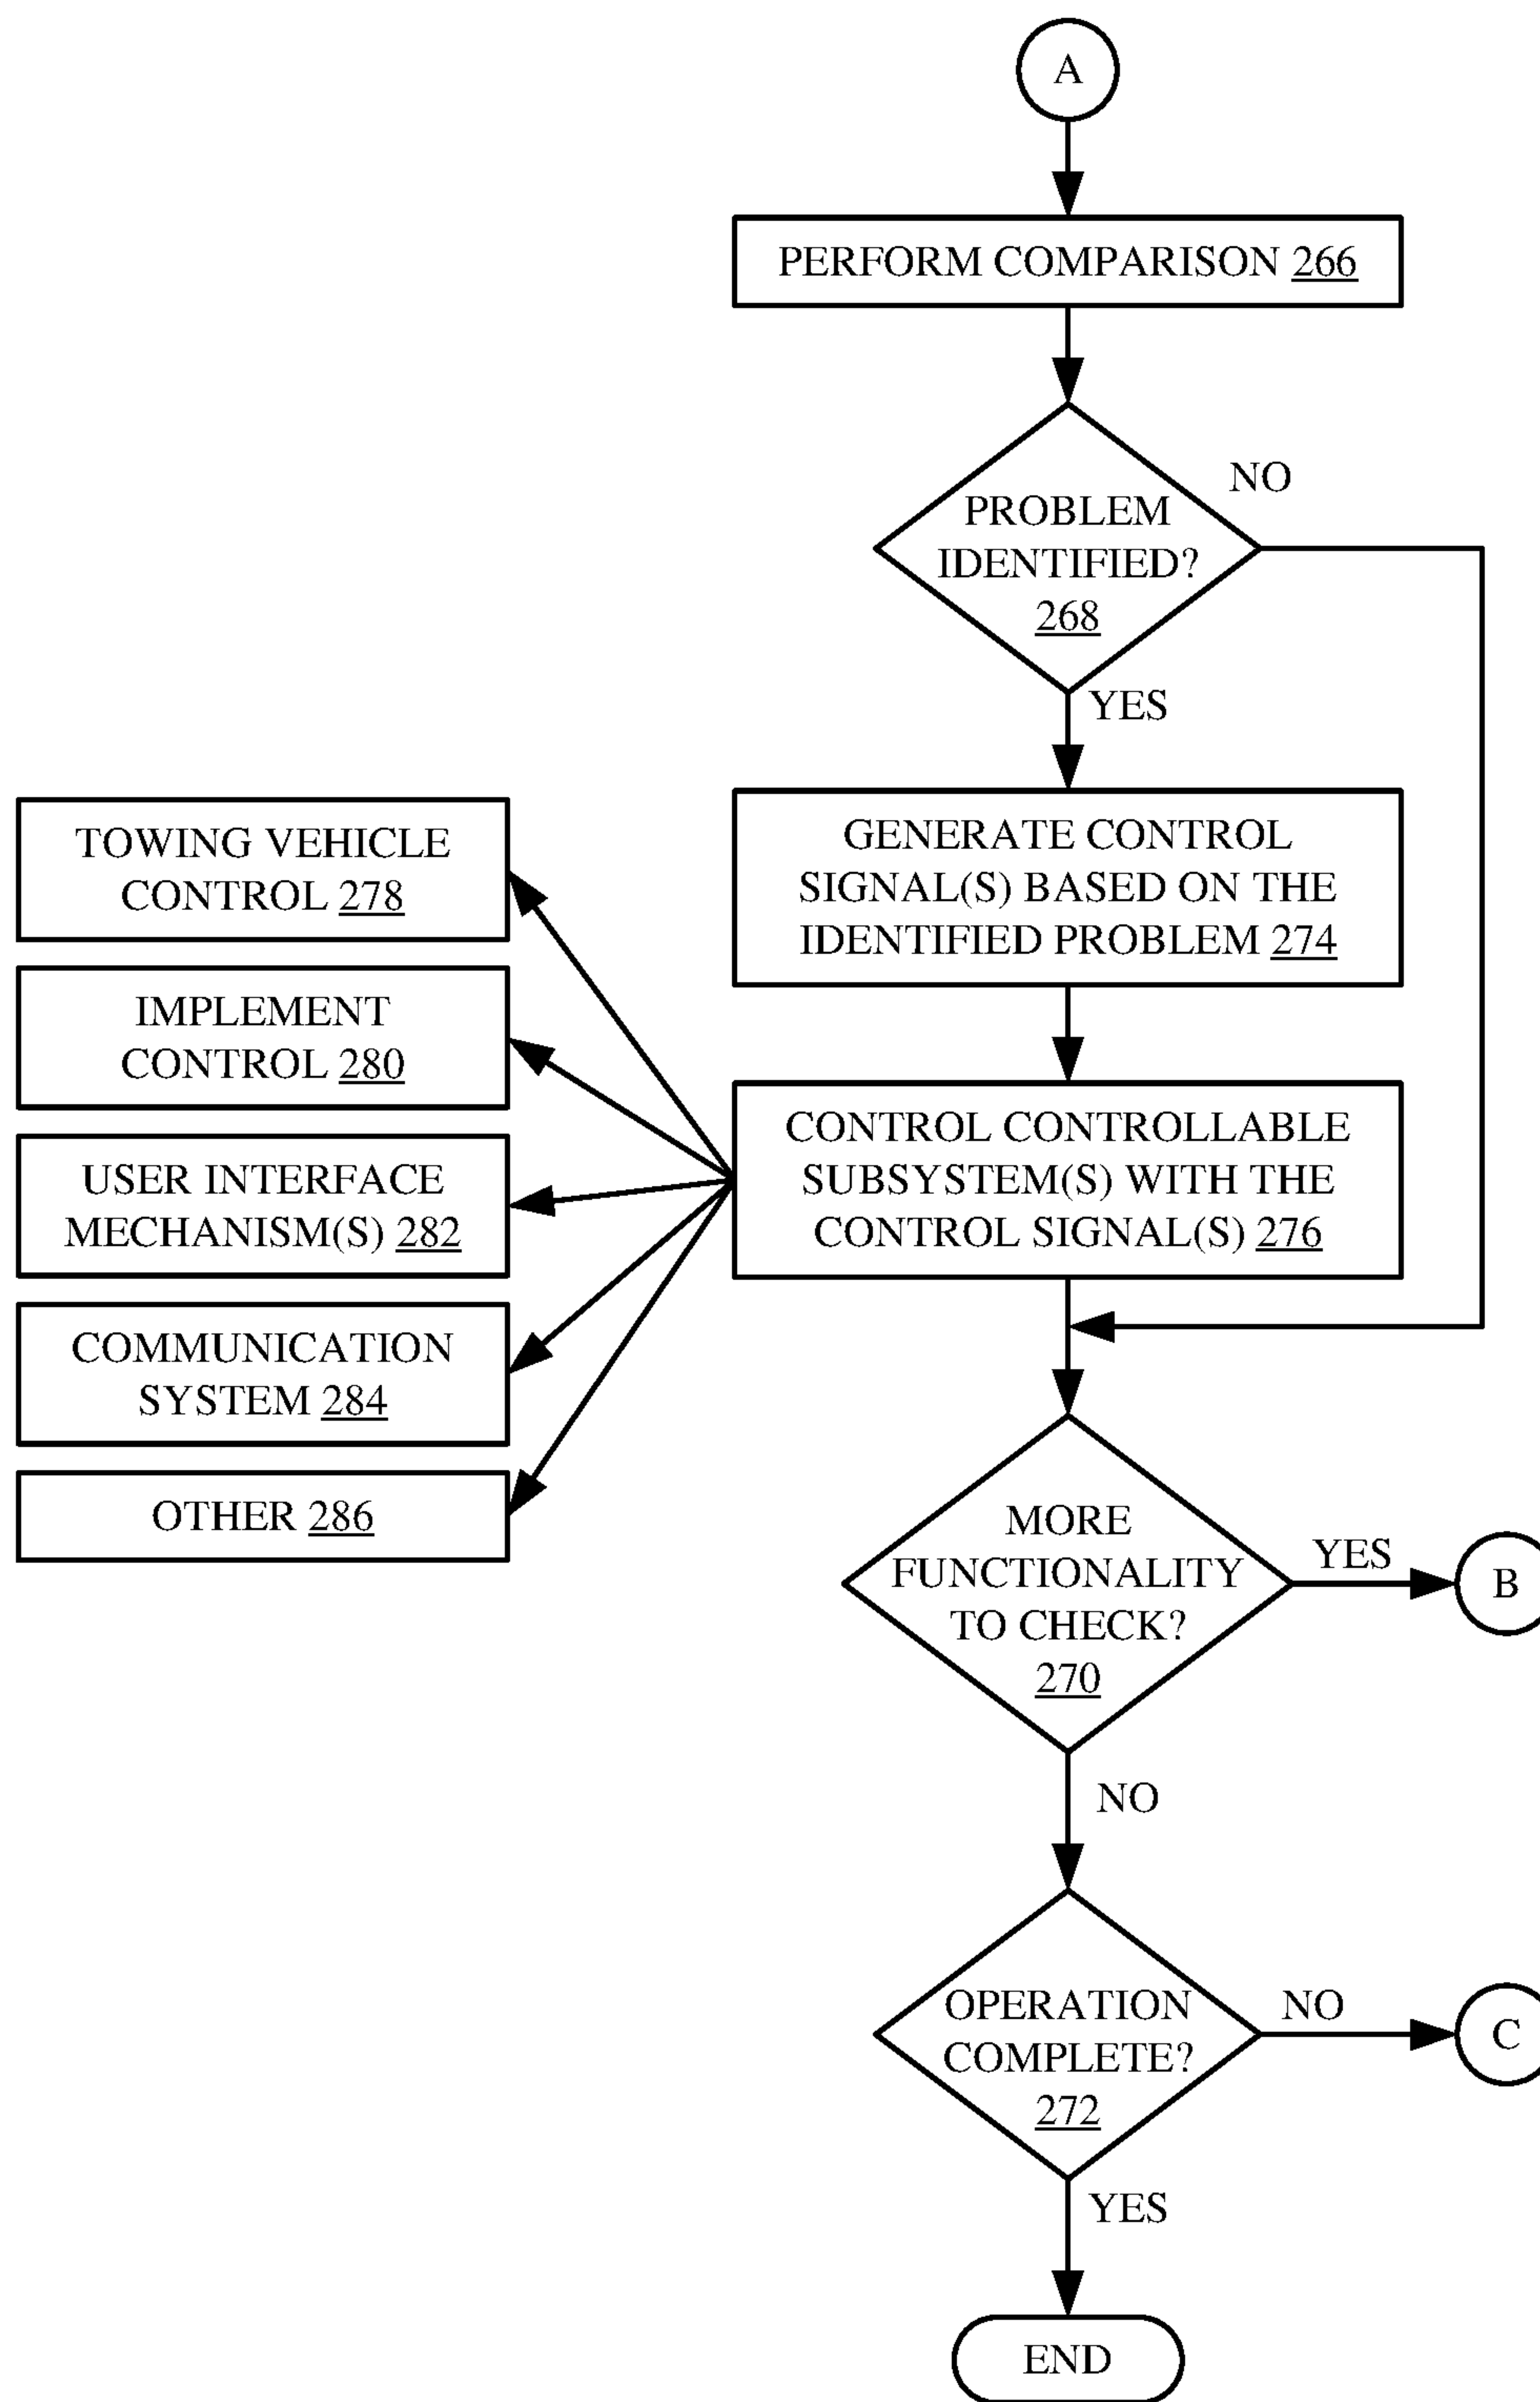 A
PERFORM COMPARISON 266
NO
PROBLEM
IDENTIFIED?
268
YES
GENERATE CONTROL
SIGNAL(S) BASED ON THE
IDENTIFIED PROBLEM 274
CONTROL CONTROLLABLE
SUBSYSTEM(S) WITH THE
CONTROL SIGNAL(S) 276
TOWING VEHICLE
CONTROL 278
IMPLEMENT
CONTROL 280
USER INTERFACE
MECHANISM(S) 282
COMMUNICATION
SYSTEM 284
OTHER 286
MORE
FUNCTIONALITY
TO CHECK?
270
YES
B
NO
OPERATION
COMPLETE?
272
NO
C
YES
END